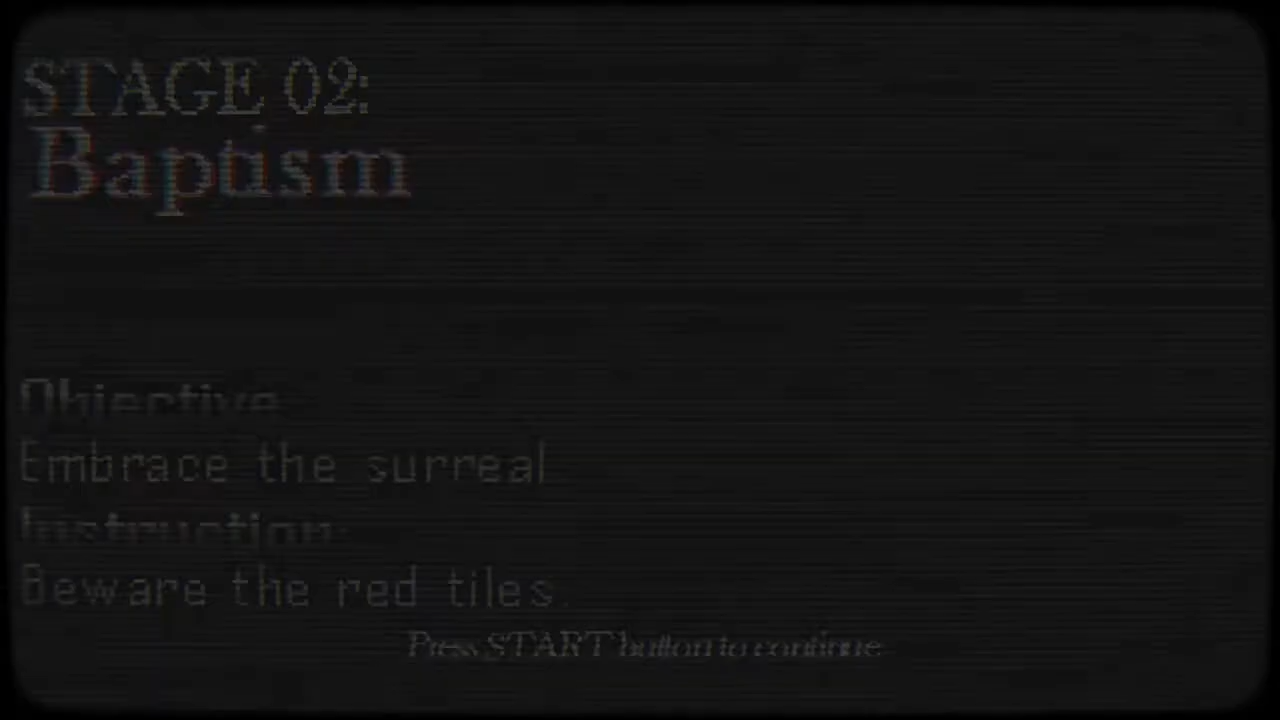 STAGE 02:
Baptism
Objective
Embrace the surreal
Instruction:
Beware the red tiles.
Press START button to continue